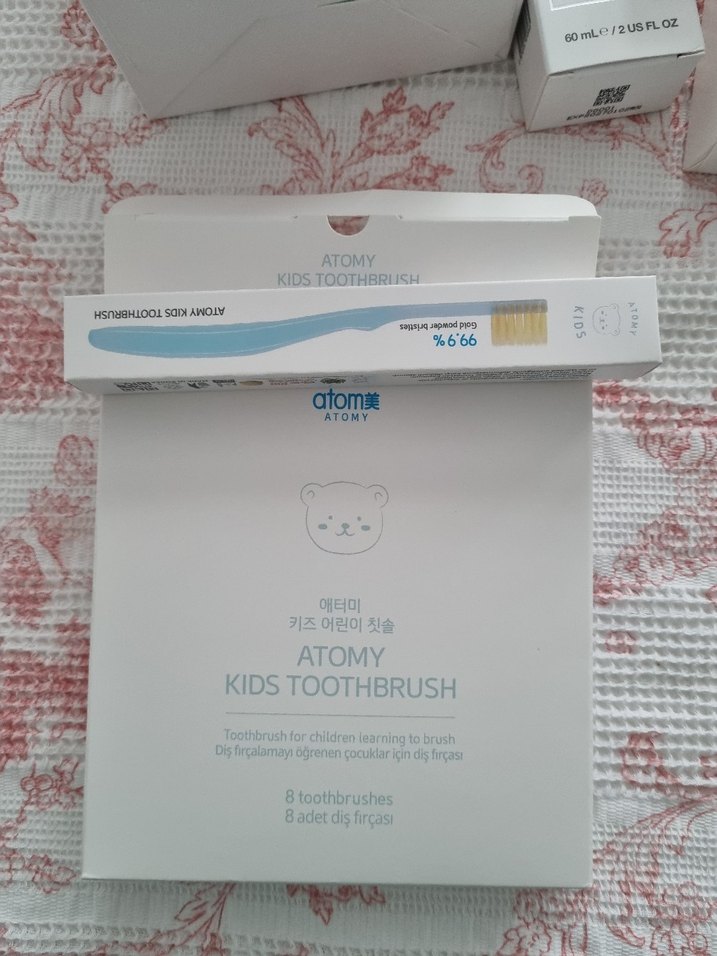 60 mL℮ / 2 US FL OZ
ATOMY
KIDS TOOTHBRUSH
ATOMY KIDS TOOTHBRUSH
99.9%
Gold powder bristles
ATOMY
KIDS
atom美
ATOMY
애터미
키즈 어린이 칫솔
ATOMY
KIDS TOOTHBRUSH
Toothbrush for children learning to brush
Diş fırçalamayı öğrenen çocuklar için diş fırçası
8 toothbrushes
8 adet diş fırçası